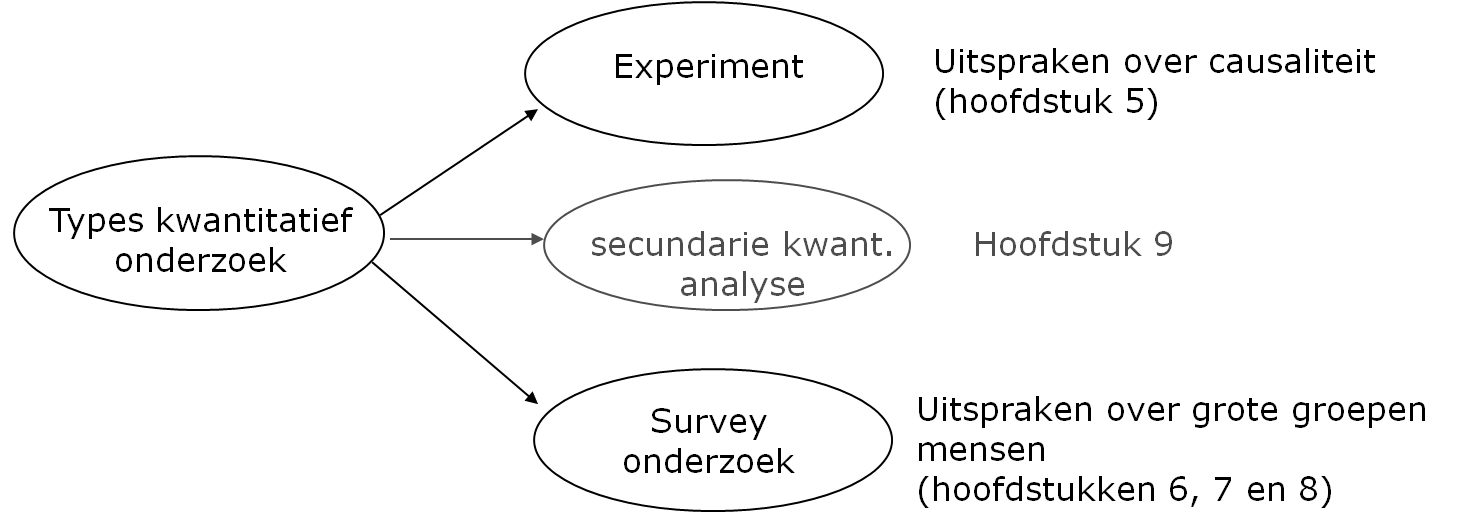 Experiment
Uitspraken over causaliteit
(hoofdstuk 5)
Types kwantitatief
onderzoek
secundarie kwant.
analyse
Hoofdstuk 9
Survey
onderzoek
Uitspraken over grote groepen
mensen
(hoofdstukken 6, 7 en 8)